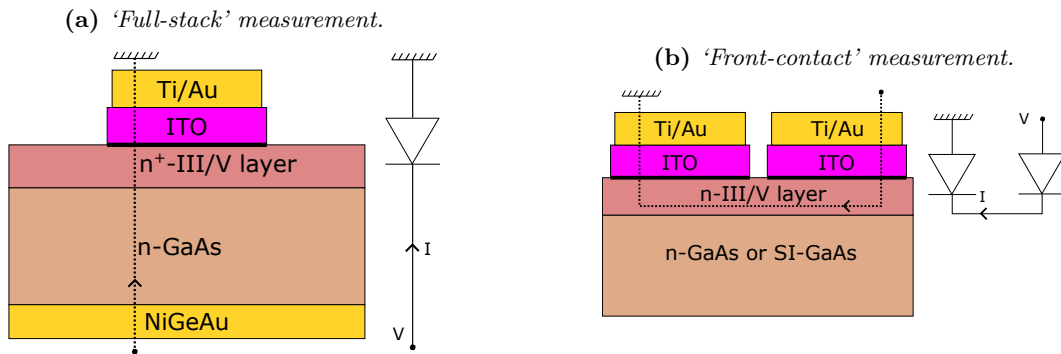 (a) ‘Full-stack’ measurement.
Ti/Au
ITO
n⁺-III/V layer
n-GaAs
NiGeAu
I
V
(b) ‘Front-contact’ measurement.
Ti/Au Ti/Au
ITO ITO
n-III/V layer
n-GaAs or SI-GaAs
V
I